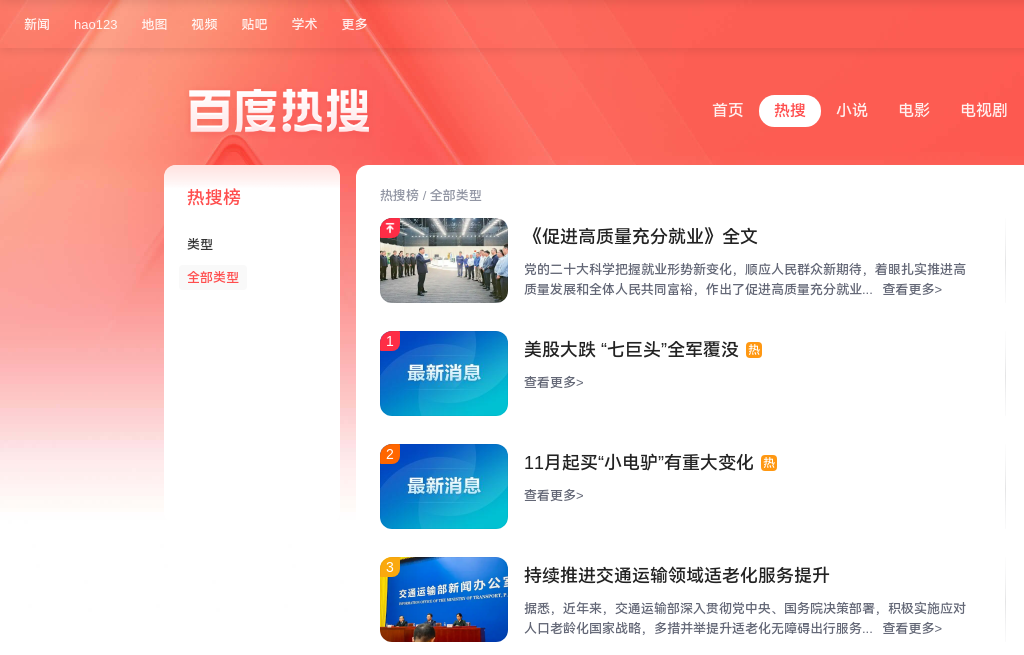 新闻 hao123 地图 视频 贴吧 学术 更多
百度热搜
首页 热搜 小说 电影 电视剧
热搜榜
类型
全部类型
热搜榜 / 全部类型
《促进高质量充分就业》全文
党的二十大科学把握就业形势新变化，顺应人民群众新期待，着眼扎实推进高
质量发展和全体人民共同富裕，作出了促进高质量充分就业... 查看更多>
1
最新消息
美股大跌 “七巨头”全军覆没 热
查看更多>
2
最新消息
11月起买“小电驴”有重大变化 热
查看更多>
3
交通运输部新闻办公室
INFORMATION OFFICE OF THE MINISTRY OF TRANSPORT, P.
持续推进交通运输领域适老化服务提升
据悉，近年来，交通运输部深入贯彻党中央、国务院决策部署，积极实施应对
人口老龄化国家战略，多措并举提升适老化无障碍出行服务... 查看更多>